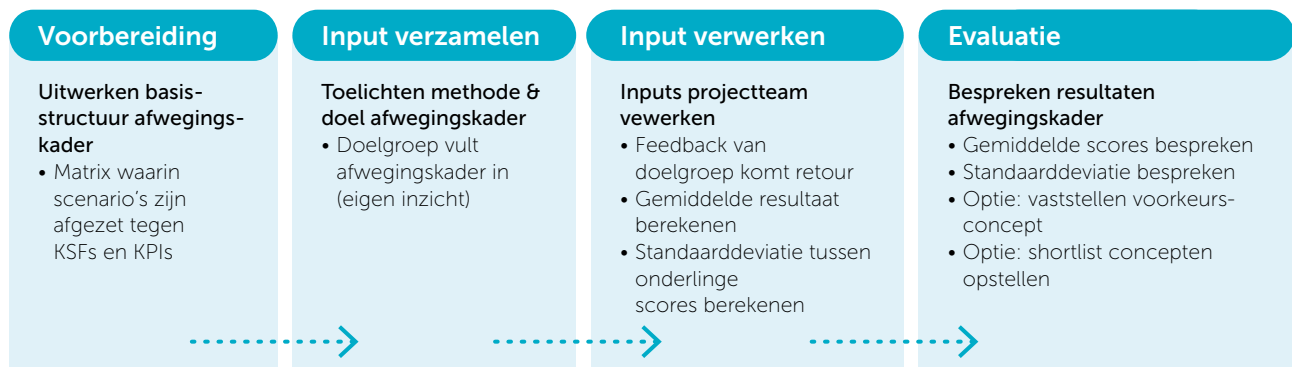 Voorbereiding
Uitwerken basis-
structuur afwegings-
kader
• Matrix waarin
scenario’s zijn
afgezet tegen
KSFs en KPIs
Input verzamelen
Toelichten methode &
doel afwegingskader
• Doelgroep vult
afwegingskader in
(eigen inzicht)
Input verwerken
Inputs projectteam
vewerken
• Feedback van
doelgroep komt retour
• Gemiddelde resultaat
berekenen
• Standaarddeviatie tussen
onderlinge
scores berekenen
Evaluatie
Bespreken resultaten
afwegingskader
• Gemiddelde scores bespreken
• Standaarddeviatie bespreken
• Optie: vaststellen voorkeurs-
concept
• Optie: shortlist concepten
opstellen